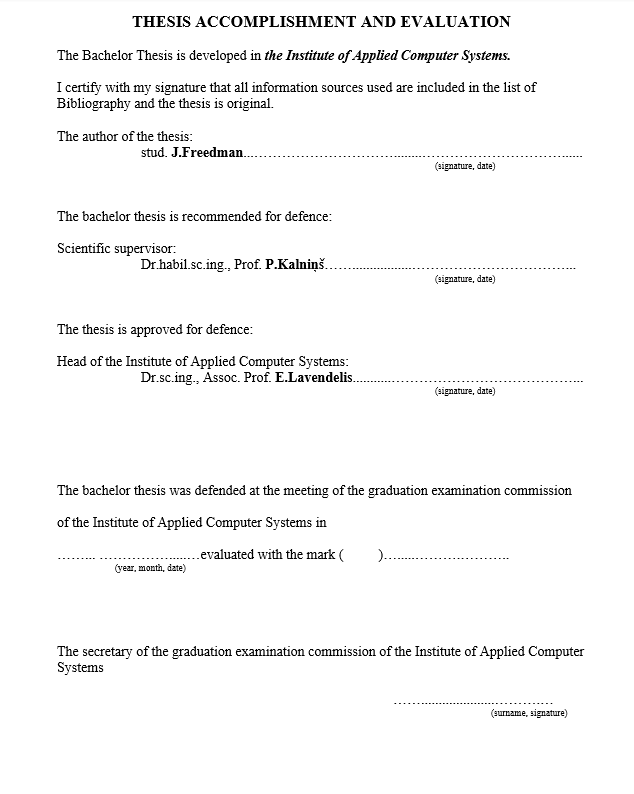 THESIS ACCOMPLISHMENT AND EVALUATION
The Bachelor Thesis is developed in the Institute of Applied Computer Systems.
I certify with my signature that all information sources used are included in the list of
Bibliography and the thesis is original.
The author of the thesis:
stud. J.Freedman...……………………………........……………………………......
(signature, date)
The bachelor thesis is recommended for defence:
Scientific supervisor:
Dr.habil.sc.ing., Prof. P.Kalniņš……..................………………………………...
(signature, date)
The thesis is approved for defence:
Head of the Institute of Applied Computer Systems:
Dr.sc.ing., Assoc. Prof. E.Lavendelis............……………………………………...
(signature, date)
The bachelor thesis was defended at the meeting of the graduation examination commission
of the Institute of Applied Computer Systems in
……... ……………......…evaluated with the mark ( )…......………………….
(year, month, date)
The secretary of the graduation examination commission of the Institute of Applied Computer
Systems
……......................…………
(surname, signature)